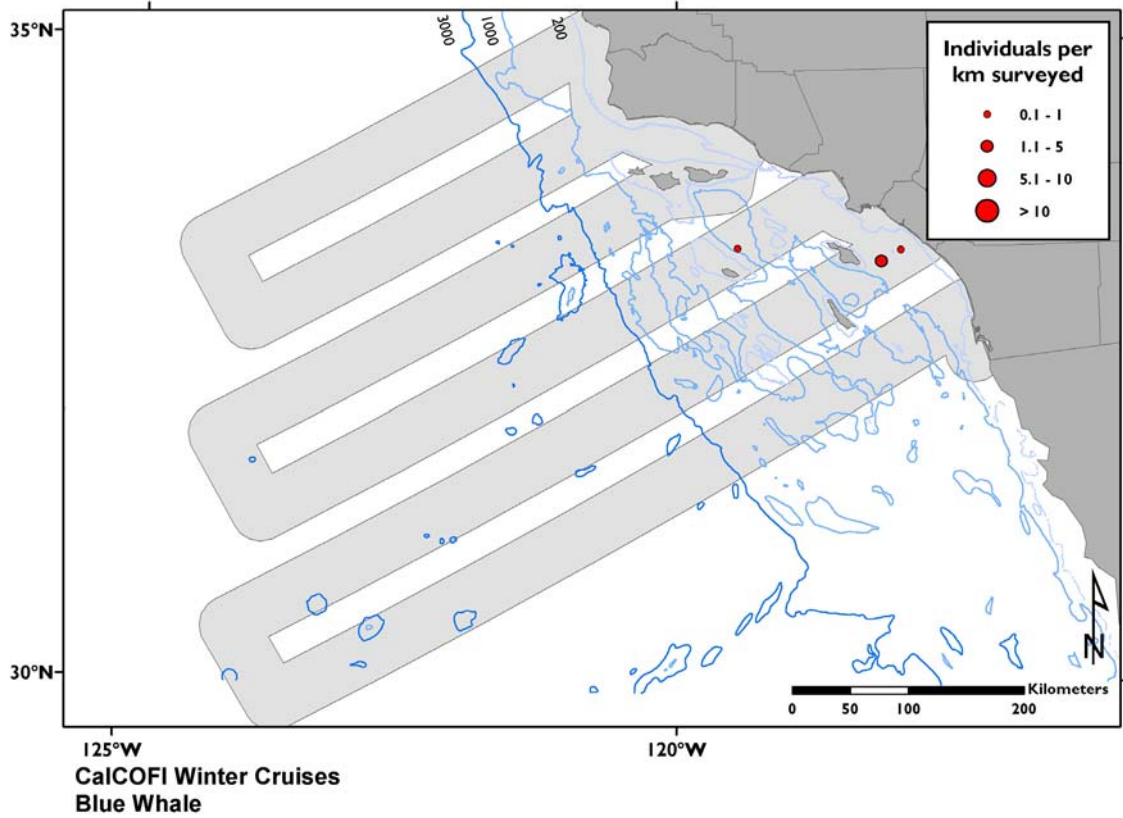 35°N
3000
1000
200
Individuals per
km surveyed
0.1 - 1
1.1 - 5
5.1 - 10
> 10
30°N
N
Kilometers
0 50 100 200
125°W 120°W
CalCOFI Winter Cruises
Blue Whale